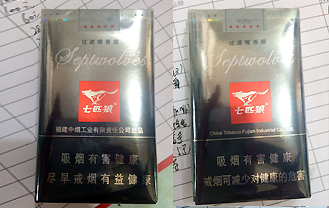 过滤嘴香烟
Septwolves
七匹狼
福建中烟工业有限责任公司出品
吸烟有害健康
尽早戒烟有益健康
过滤嘴香烟
Septwolves
七匹狼
China Tobacco Fujian Industrial Co.,
吸烟有害健康
戒烟可减少对健康的危害